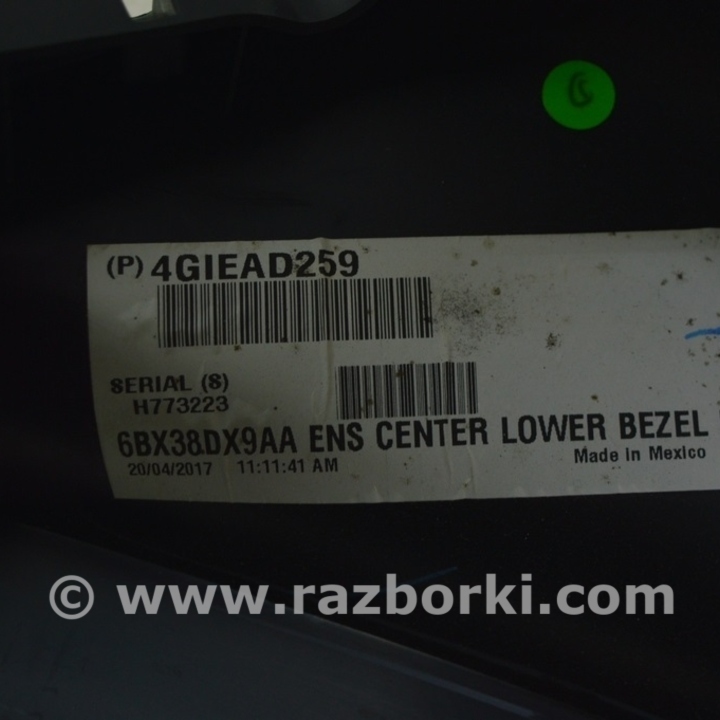 (P) 4GIEAD259
SERIAL (S)
H773223
6BX38DX9AA ENS CENTER LOWER BEZEL
20/04/2017 11:11:41 AM
Made in Mexico
© www.razborki.com